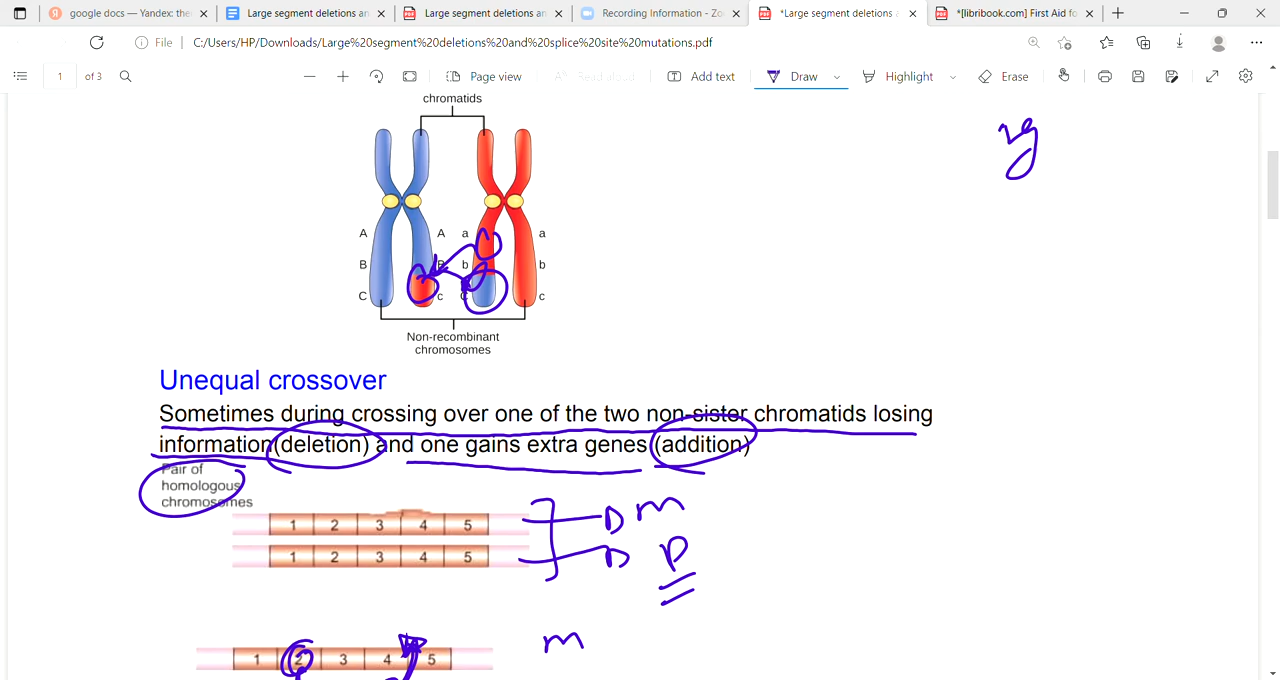 google docs — Yandex: the
Large segment deletions an
Large segment deletions an
Recording Information - Zo
*Large segment deletions a
*[libribook.com] First Aid fo
File
C:/Users/HP/Downloads/Large%20segment%20deletions%20and%20splice%20site%20mutations.pdf
1 of 3
Page view
Read aloud
Add text
Draw
Highlight
Erase
chromatids
A A a a
B B b b
C c C c
Non-recombinant
chromosomes
Unequal crossover
Sometimes during crossing over one of the two non-sister chromatids losing
information (deletion) and one gains extra genes (addition)
Pair of
homologous
chromosomes
1 2 3 4 5
m
1 2 3 4 5
P
m
1 2 3 4 5